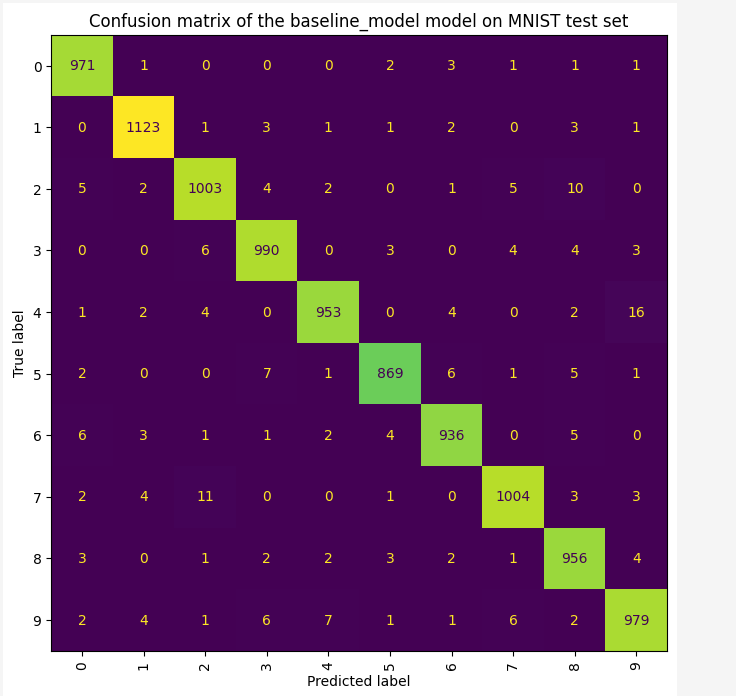 Confusion matrix of the baseline_model model on MNIST test set
True label
0 971 1 0 0 0 2 3 1 1 1
1 0 1123 1 3 1 1 2 0 3 1
2 5 2 1003 4 2 0 1 5 10 0
3 0 0 6 990 0 3 0 4 4 3
4 1 2 4 0 953 0 4 0 2 16
5 2 0 0 7 1 869 6 1 5 1
6 6 3 1 1 2 4 936 0 5 0
7 2 4 11 0 0 1 0 1004 3 3
8 3 0 1 2 2 3 2 1 956 4
9 2 4 1 6 7 1 1 6 2 979
0 1 2 3 4 5 6 7 8 9
Predicted label